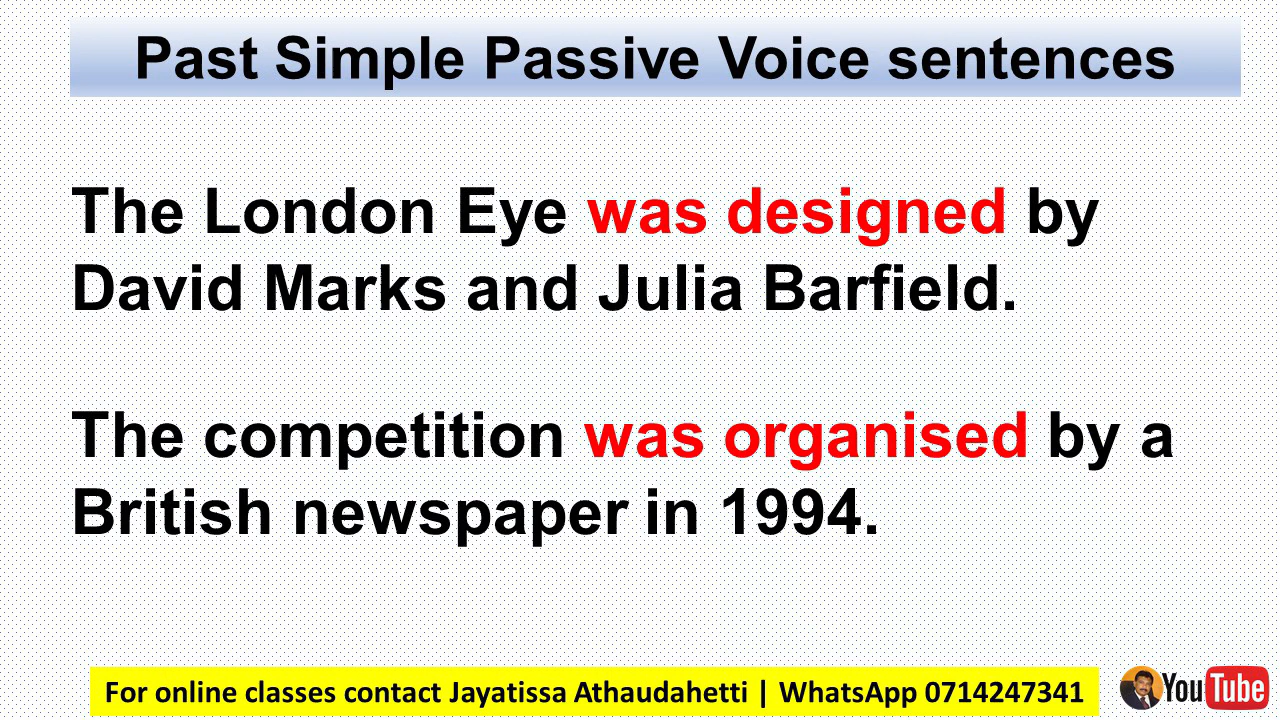 Past Simple Passive Voice sentences
The London Eye was designed by
David Marks and Julia Barfield.
The competition was organised by a
British newspaper in 1994.
For online classes contact Jayatissa Athaudahetti | WhatsApp 0714247341
YouTube